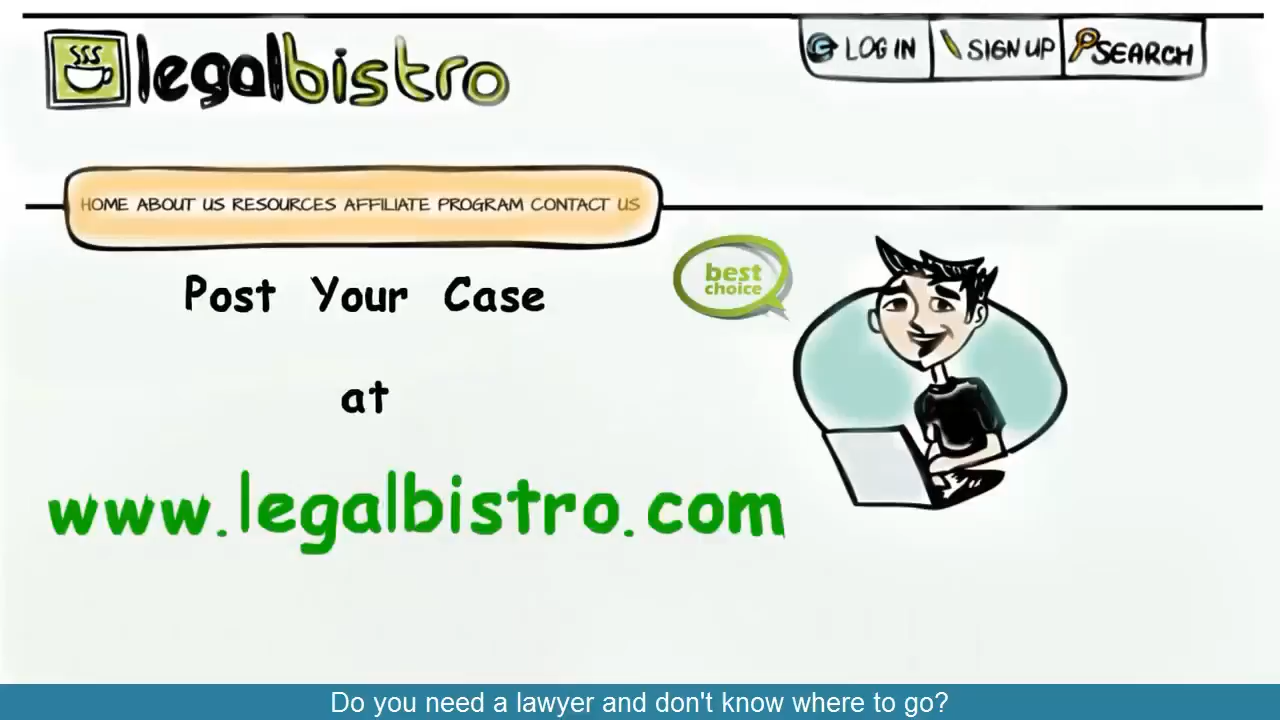 legalbistro
LOG IN SIGN UP SEARCH
HOME ABOUT US RESOURCES AFFILIATE PROGRAM CONTACT US
best
choice
Post Your Case
at
www.legalbistro.com
Do you need a lawyer and don't know where to go?